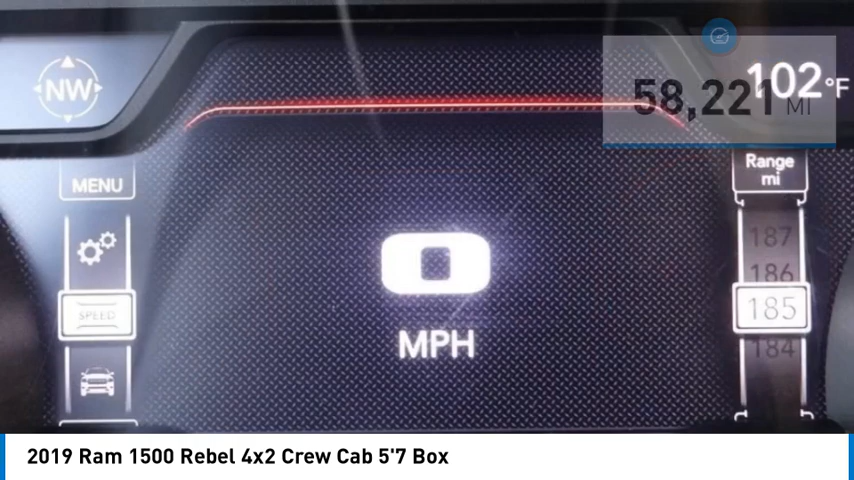 NW
58,221 MI
102°F
MENU
Range
mi
187
186
SPEED
185
184
0
MPH
2019 Ram 1500 Rebel 4x2 Crew Cab 5'7 Box